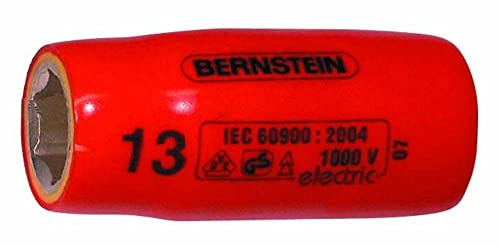 BERNSTEIN
13
IEC 60900 : 2004
1000 V
electric
07